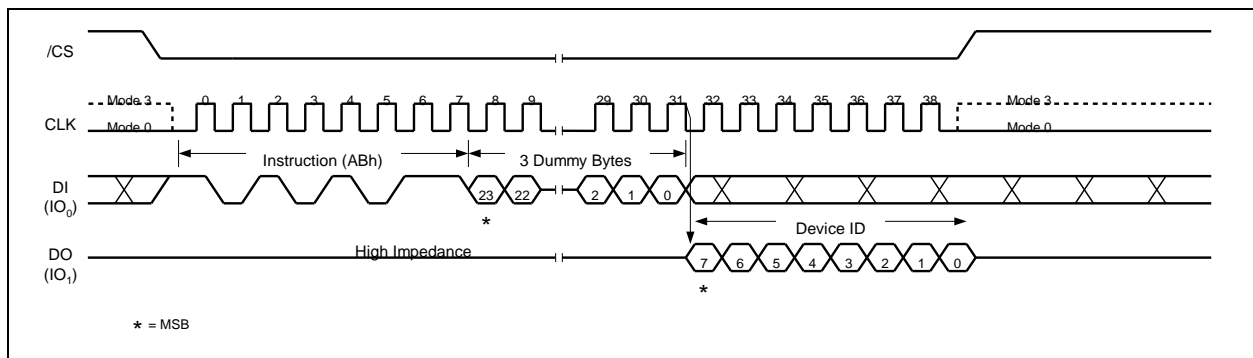 /CS
Mode 3 0 1 2 3 4 5 6 7 8 9 29 30 31 32 33 34 35 36 37 38 Mode 3
CLK Mode 0 Mode 0
Instruction (ABh) 3 Dummy Bytes
DI
(IO0)
23 22 2 1 0
*
Device ID
High Impedance
DO
(IO1)
7 6 5 4 3 2 1 0
*
* = MSB